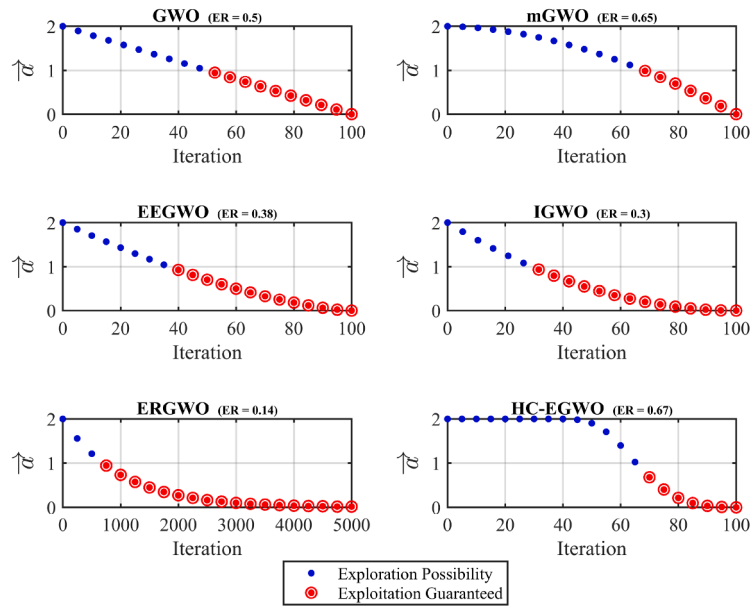 GWO (ER = 0.5)
2
1
0
a
0 20 40 60 80 100
Iteration
mGWO (ER = 0.65)
2
1
0
a
0 20 40 60 80 100
Iteration
EEGWO (ER = 0.38)
2
1
0
a
0 20 40 60 80 100
Iteration
IGWO (ER = 0.3)
2
1
0
a
0 20 40 60 80 100
Iteration
ERGWO (ER = 0.14)
2
1
0
a
0 1000 2000 3000 4000 5000
Iteration
HC-EGWO (ER = 0.67)
2
1
0
a
0 20 40 60 80 100
Iteration
Exploration Possibility
Exploitation Guaranteed